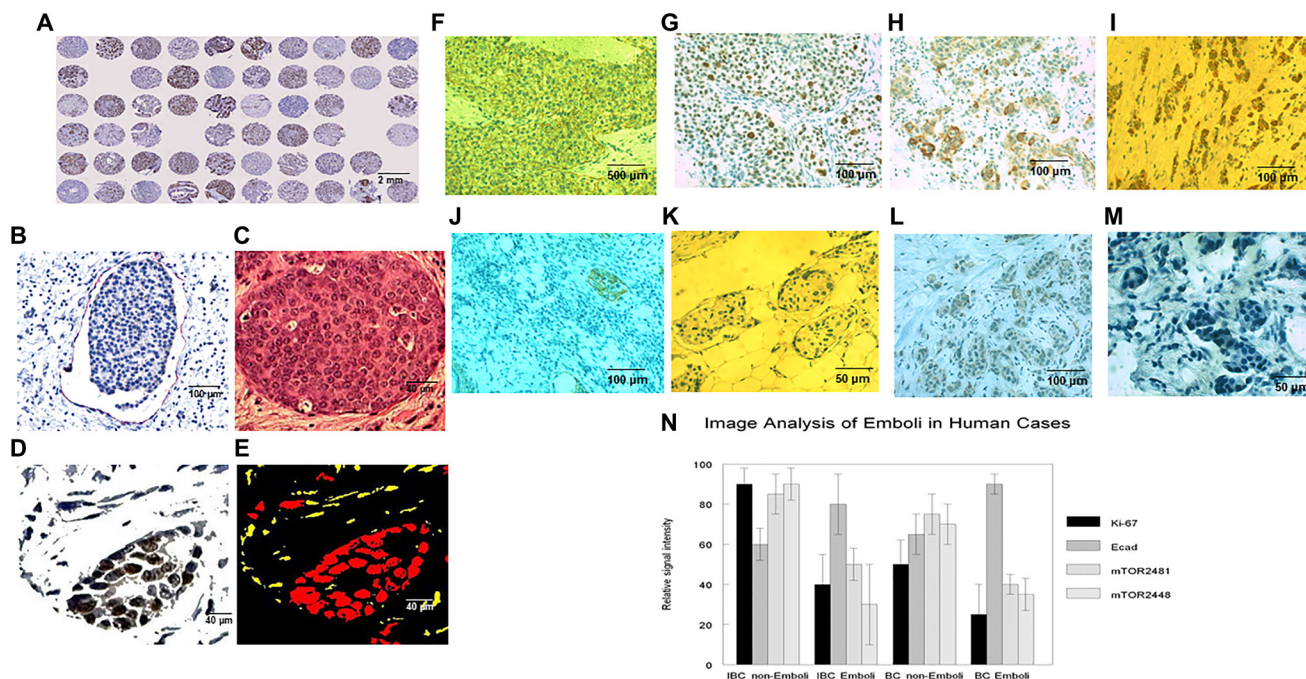 A
2 mm
B
100 µm
C
40 µm
D
40 µm
E
40 µm
F
500 µm
G
100 µm
H
100 µm
I
100 µm
J
100 µm
K
50 µm
L
100 µm
M
50 µm
N
Image Analysis of Emboli in Human Cases
Relative signal intensity
100
80
60
40
20
0
IBC non-Emboli
IBC Emboli
BC non-Emboli
BC Emboli
Ki-67
Ecad
mTOR2481
mTOR2448